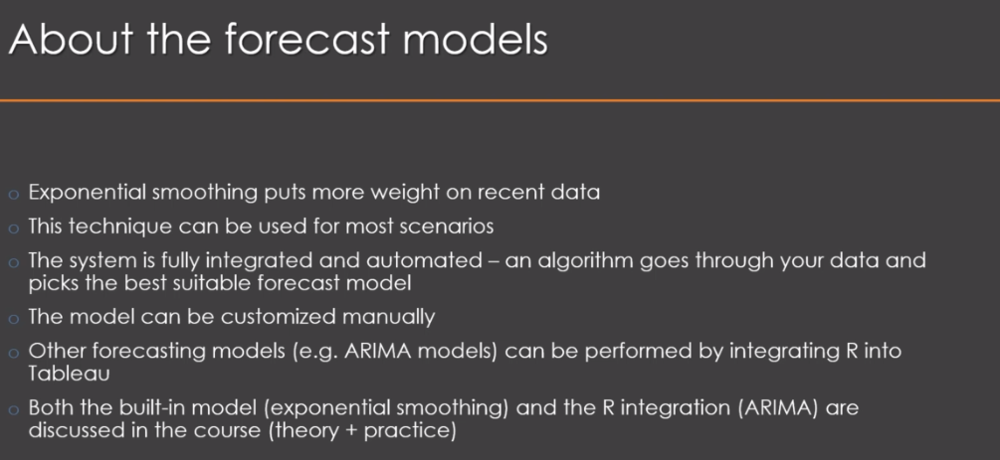 About the forecast models
Exponential smoothing puts more weight on recent data
This technique can be used for most scenarios
The system is fully integrated and automated – an algorithm goes through your data and
picks the best suitable forecast model
The model can be customized manually
Other forecasting models (e.g. ARIMA models) can be performed by integrating R into
Tableau
Both the built-in model (exponential smoothing) and the R integration (ARIMA) are
discussed in the course (theory + practice)